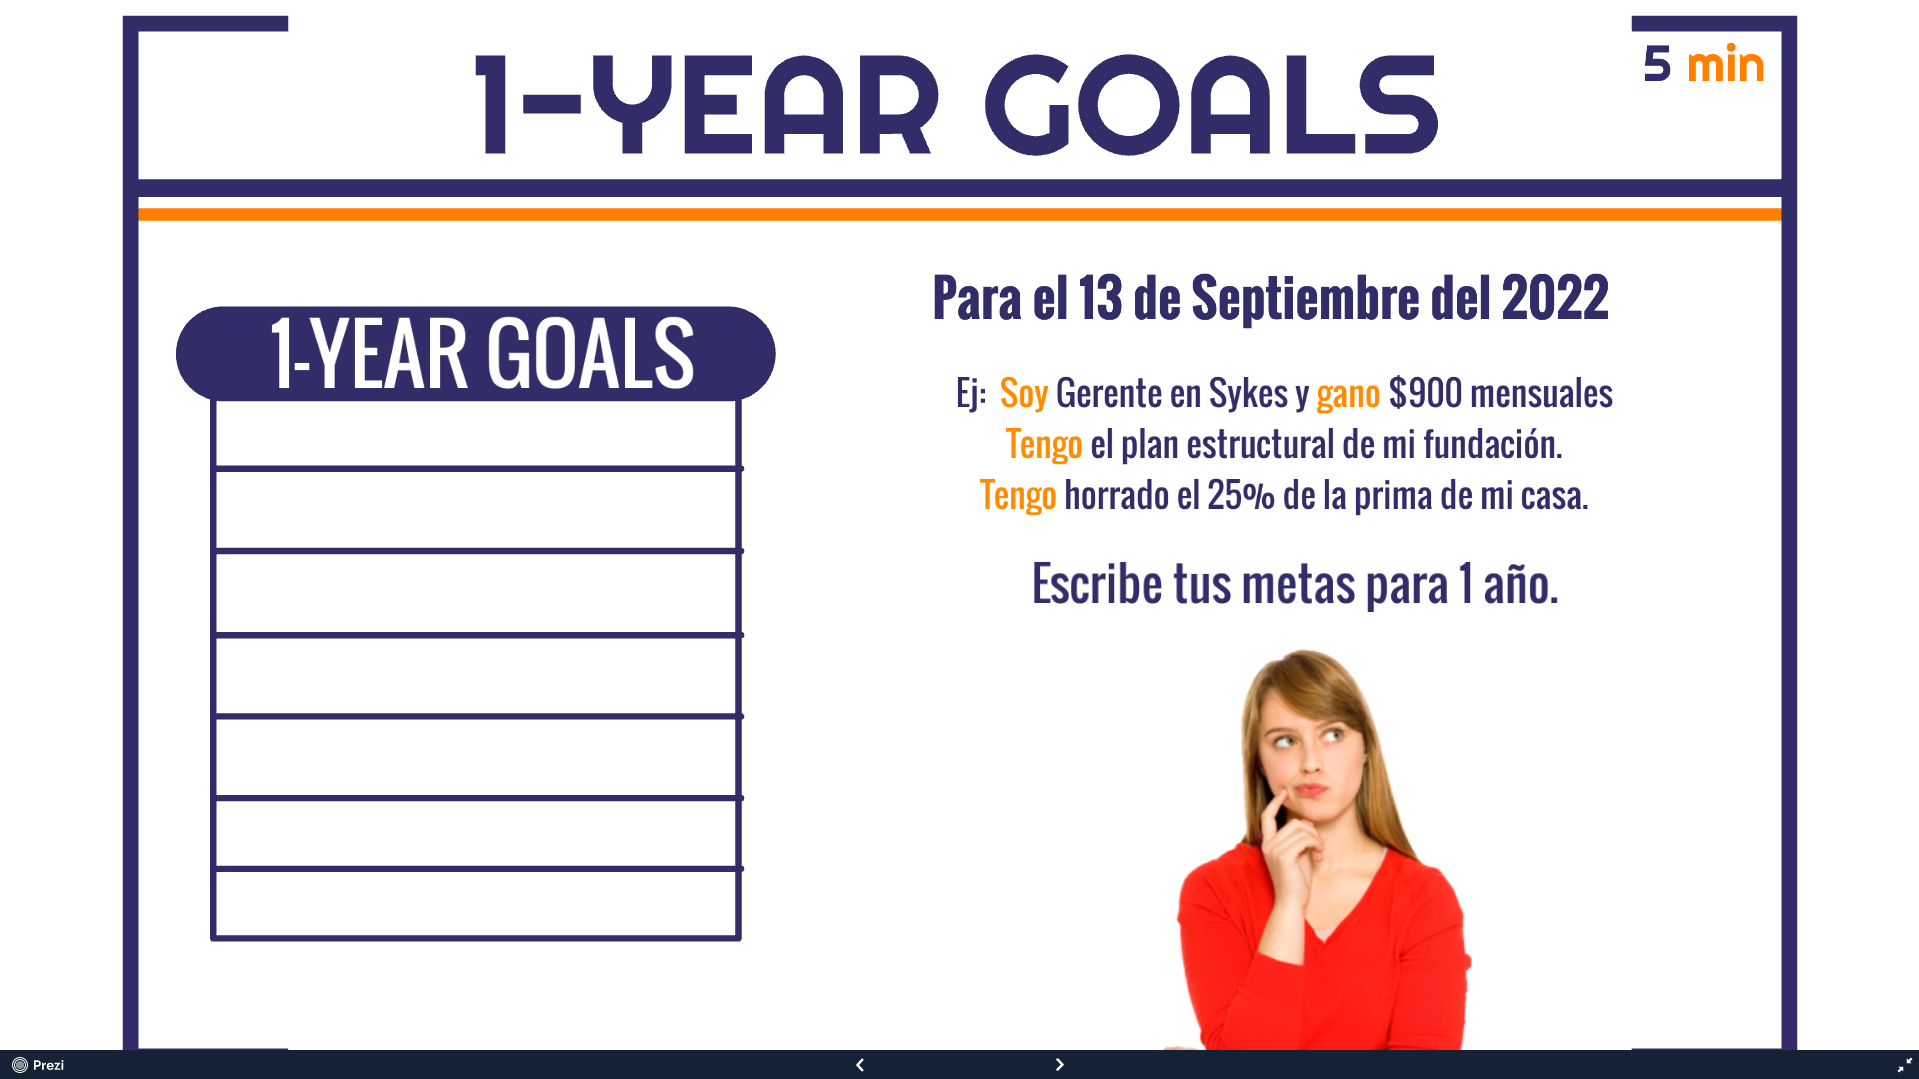 1-YEAR GOALS
5 min
1-YEAR GOALS
Para el 13 de Septiembre del 2022
Ej: Soy Gerente en Sykes y gano $900 mensuales
Tengo el plan estructural de mi fundación.
Tengo horrado el 25% de la prima de mi casa.
Escribe tus metas para 1 año.
Prezi